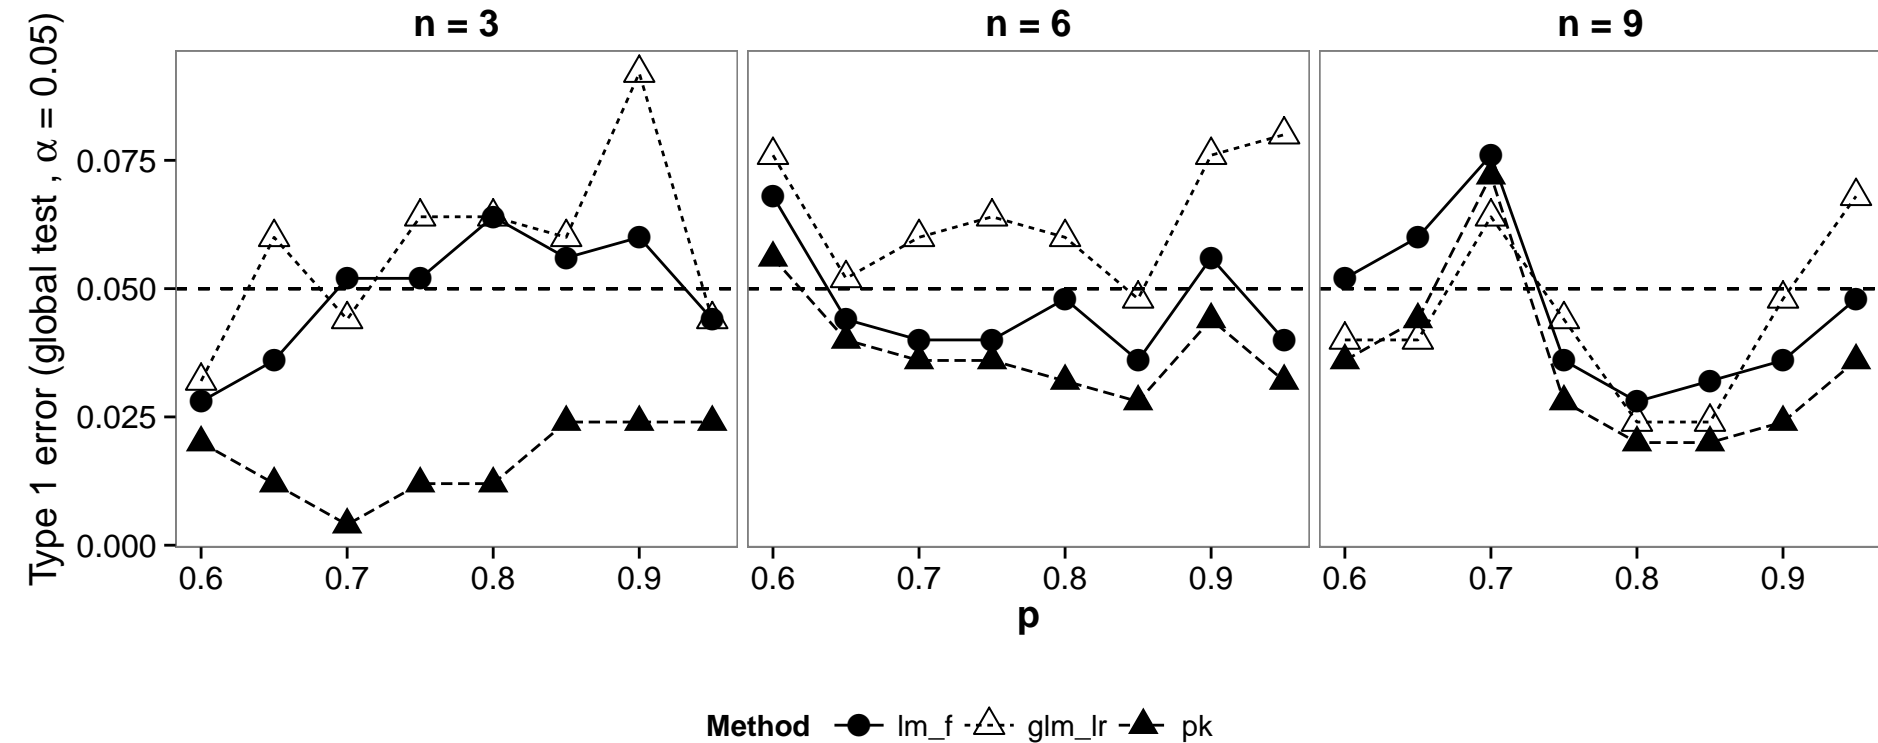 n = 3
n = 6
n = 9
Type 1 error (global test , α = 0.05)
0.075
0.050
0.025
0.000
0.6 0.7 0.8 0.9
0.6 0.7 0.8 0.9
0.6 0.7 0.8 0.9
p
Method lm_f glm_lr pk